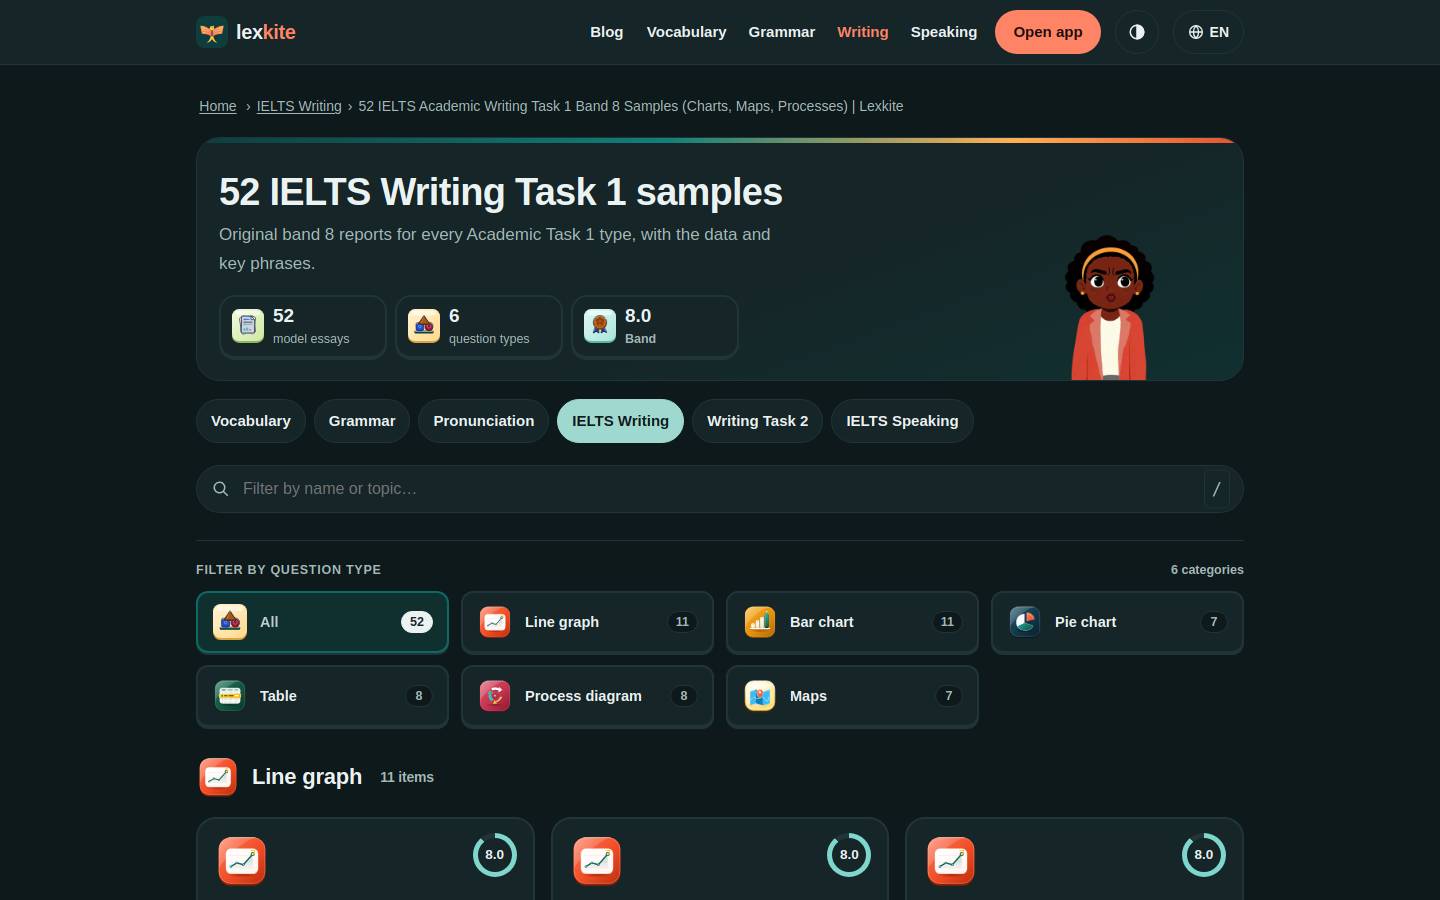 lexkite
Blog Vocabulary Grammar Writing Speaking Open app EN
Home › IELTS Writing › 52 IELTS Academic Writing Task 1 Band 8 Samples (Charts, Maps, Processes) | Lexkite
52 IELTS Writing Task 1 samples
Original band 8 reports for every Academic Task 1 type, with the data and
key phrases.
52
model essays
6
question types
8.0
Band
Vocabulary Grammar Pronunciation IELTS Writing Writing Task 2 IELTS Speaking
Filter by name or topic… /
FILTER BY QUESTION TYPE 6 categories
All 52 Line graph 11 Bar chart 11 Pie chart 7
Table 8 Process diagram 8 Maps 7
Line graph 11 items
8.0 8.0 8.0